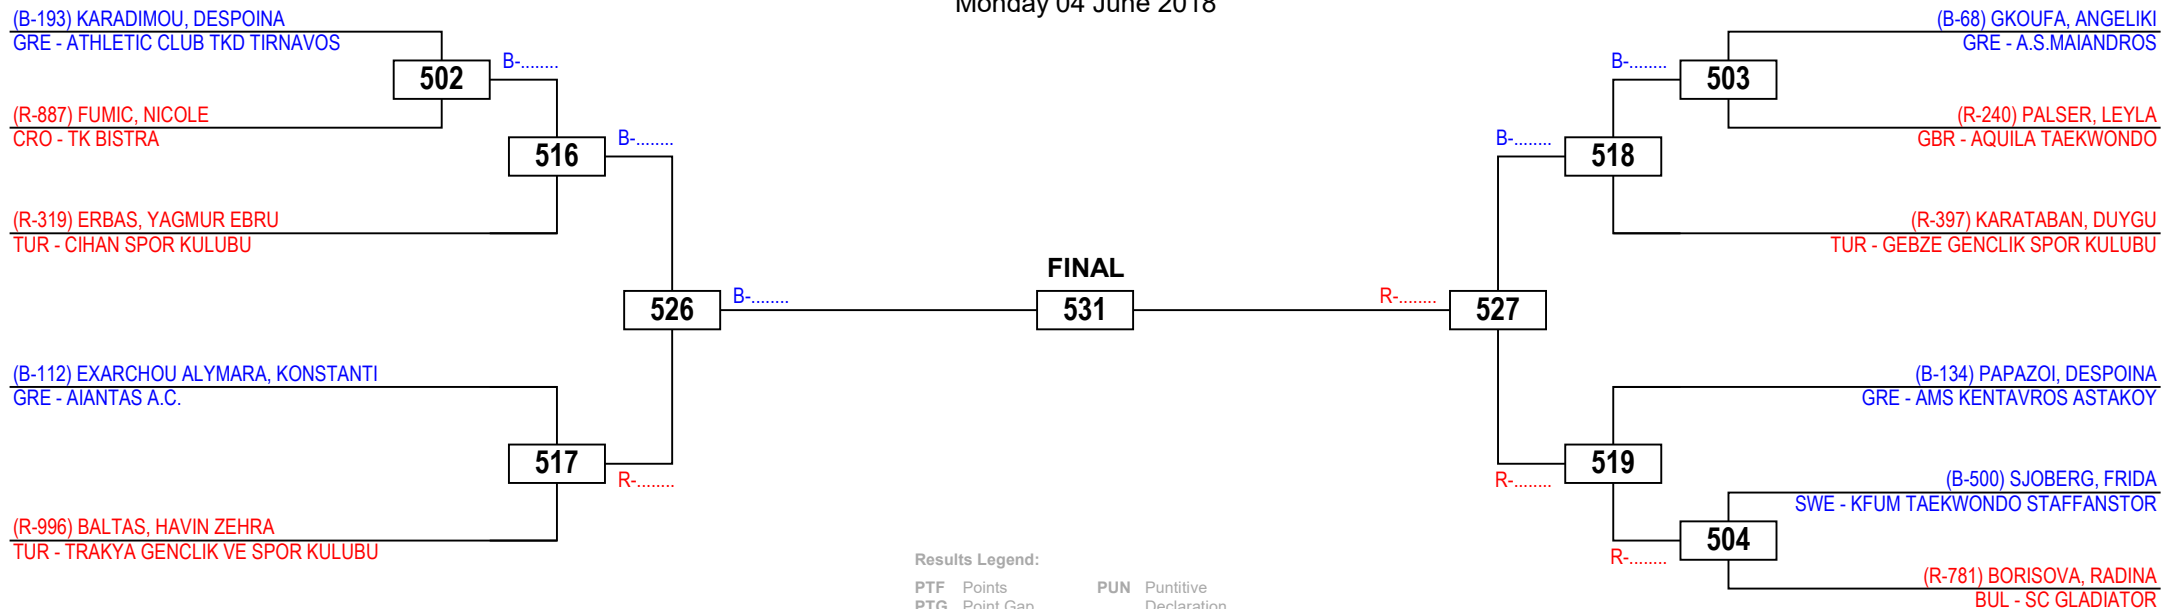 Monday 04 June 2018
(B-193) KARADIMOU, DESPOINA
GRE - ATHLETIC CLUB TKD TIRNAVOS
502
B-........
(R-887) FUMIC, NICOLE
CRO - TK BISTRA
516
B-........
(R-319) ERBAS, YAGMUR EBRU
TUR - CIHAN SPOR KULUBU
526
B-........
(B-112) EXARCHOU ALYMARA, KONSTANTI
GRE - AIANTAS A.C.
517
R-........
(R-996) BALTAS, HAVIN ZEHRA
TUR - TRAKYA GENCLIK VE SPOR KULUBU
FINAL
531
(B-68) GKOUFA, ANGELIKI
GRE - A.S.MAIANDROS
B-........
503
(R-240) PALSER, LEYLA
GBR - AQUILA TAEKWONDO
B-........
518
(R-397) KARATABAN, DUYGU
TUR - GEBZE GENCLIK SPOR KULUBU
R-........
527
(B-134) PAPAZOI, DESPOINA
GRE - AMS KENTAVROS ASTAKOY
R-........
519
(B-500) SJOBERG, FRIDA
SWE - KFUM TAEKWONDO STAFFANSTOR
R-........
504
(R-781) BORISOVA, RADINA
BUL - SC GLADIATOR
Results Legend:
PTF Points PUN Puntitive
PTG Point Gap Declaration